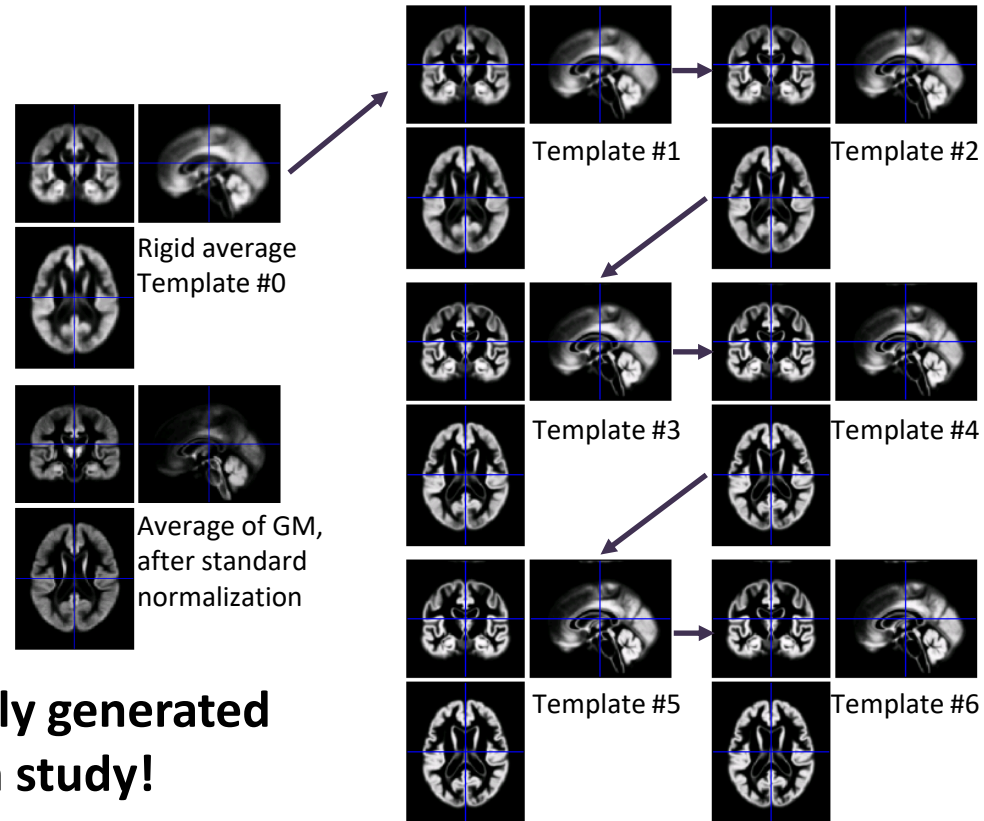 Template #1
Template #2
Rigid average
Template #0
Template #3
Template #4
Average of GM,
after standard
normalization
Template #5
Template #6
ly generated
study!